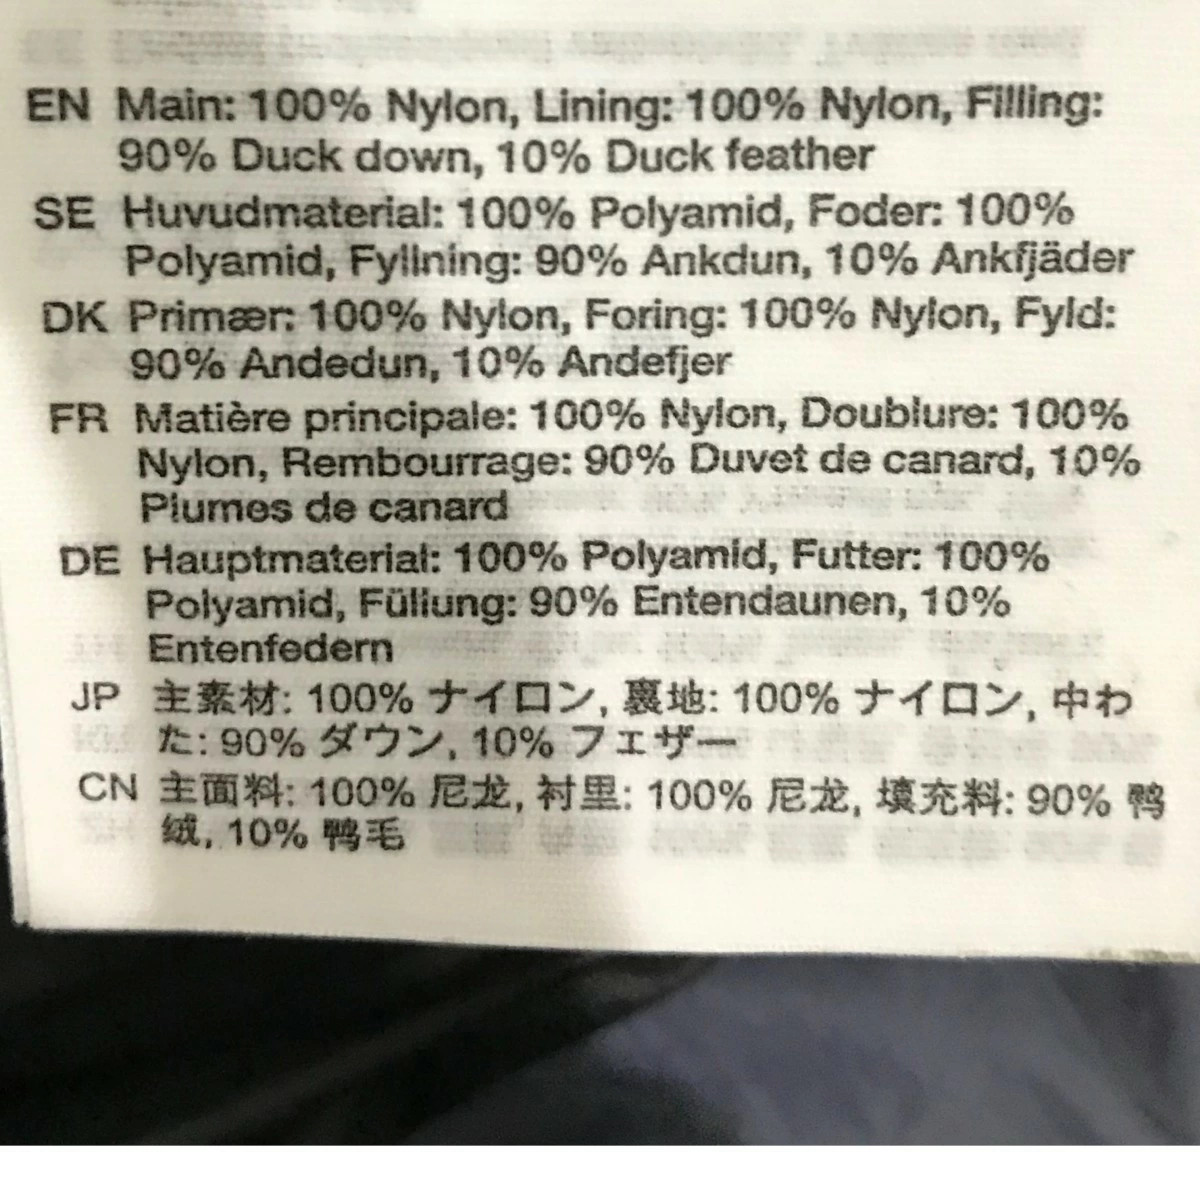 EN Main: 100% Nylon, Lining: 100% Nylon, Filling:
90% Duck down, 10% Duck feather
SE Huvudmaterial: 100% Polyamid, Foder: 100%
Polyamid, Fyllning: 90% Ankdun, 10% Ankfjäder
DK Primær: 100% Nylon, Foring: 100% Nylon, Fyld:
90% Andedun, 10% Andefjer
FR Matière principale: 100% Nylon, Doublure: 100%
Nylon, Rembourrage: 90% Duvet de canard, 10%
Plumes de canard
DE Hauptmaterial: 100% Polyamid, Futter: 100%
Polyamid, Füllung: 90% Entendaunen, 10%
Entenfedern
JP 主素材: 100% ナイロン, 裏地: 100% ナイロン, 中わ
た: 90% ダウン, 10% フェザー
CN 主面料: 100% 尼龙, 衬里: 100% 尼龙, 填充料: 90% 鸭
绒, 10% 鸭毛